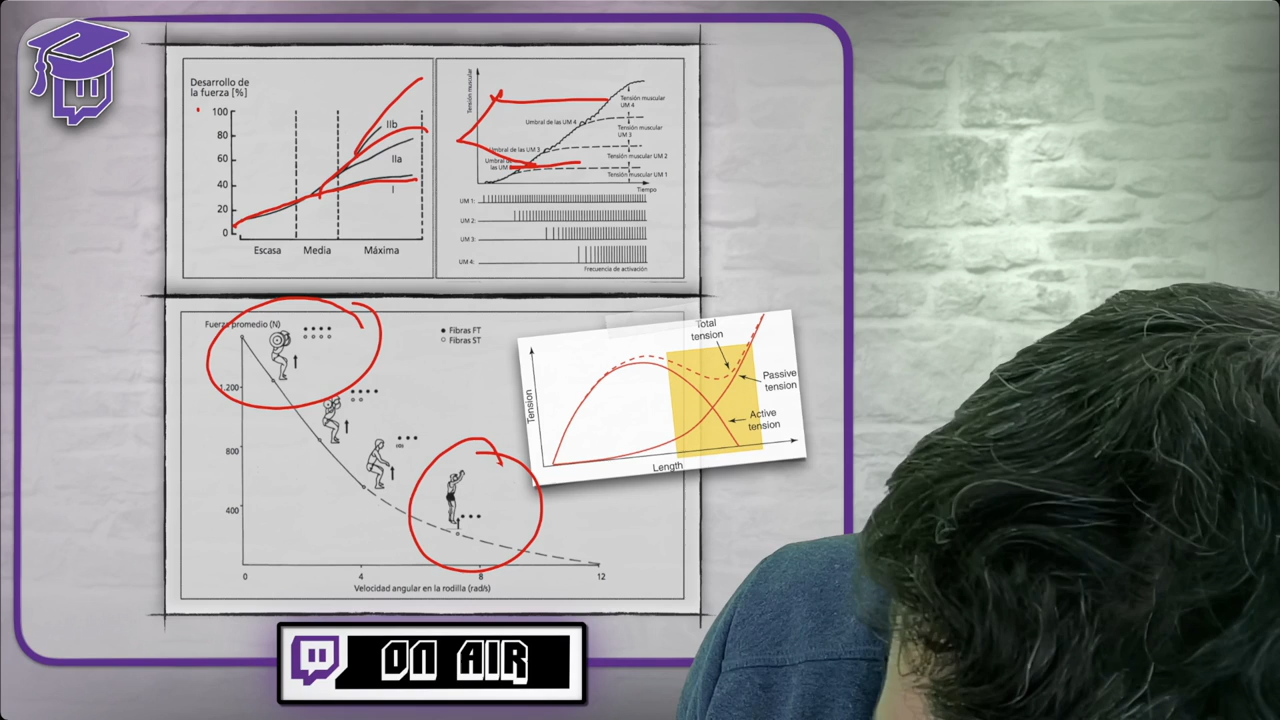 Desarrollo de
la fuerza [%]
100
80
60
40
20
0
IIb
IIa
I
Escasa
Media
Máxima
Tensión muscular
Tensión muscular
UM 4
Umbral de las UM 4
Tensión muscular
UM 3
Umbral de las UM 3
Tensión muscular UM 2
Umbral de
las UM
Tensión muscular UM 1
Tiempo
UM 1:
UM 2:
UM 3:
UM 4:
Frecuencia de activación
Fuerza promedio (N)
Fibras FT
Fibras ST
1.200
800
400
0
4
8
12
Velocidad angular en la rodilla (rad/s)
Total
tension
Passive
tension
Active
tension
Tension
Length
ON AIR